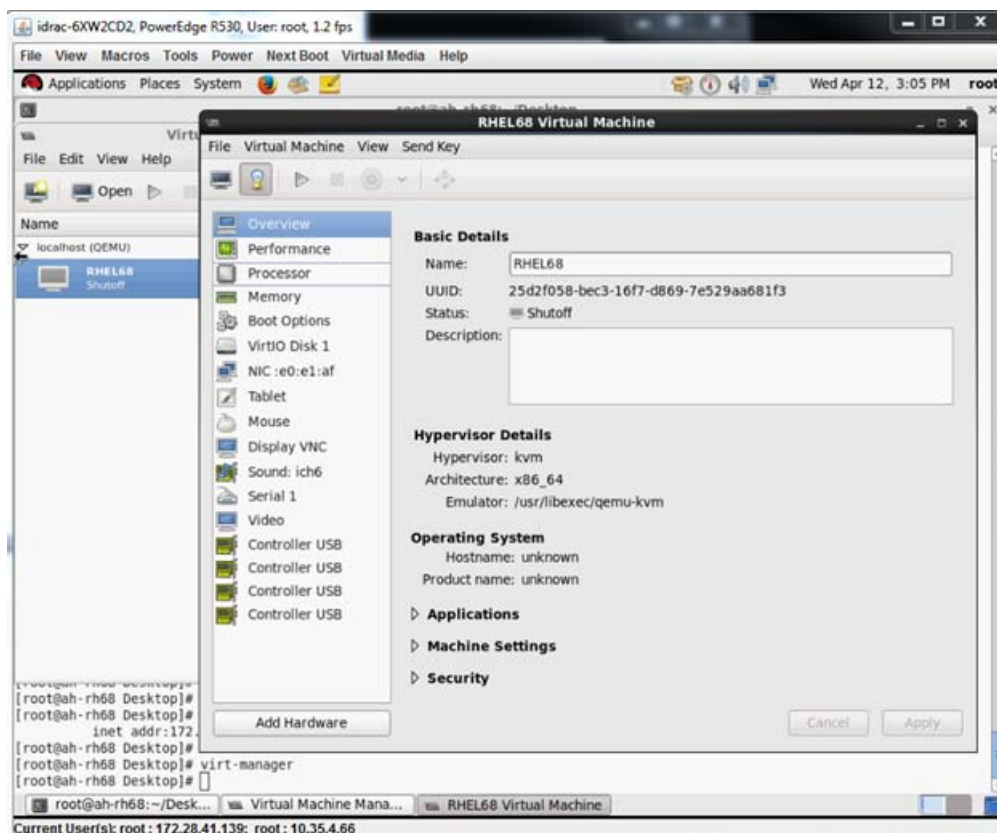 idrac-6XW2CD2, PowerEdge R530, User: root, 1.2 fps
File View Macros Tools Power Next Boot Virtual Media Help
Applications Places System
Wed Apr 12, 3:05 PM root
RHEL68 Virtual Machine
File Edit View Help
Open
Name
localhost (QEMU)
RHEL68
Shutoff
File Virtual Machine View Send Key
Overview
Performance
Processor
Memory
Boot Options
VirtIO Disk 1
NIC :e0:e1:af
Tablet
Mouse
Display VNC
Sound: ich6
Serial 1
Video
Controller USB
Controller USB
Controller USB
Controller USB
Add Hardware
Basic Details
Name: RHEL68
UUID: 25d2f058-bec3-16f7-d869-7e529aa681f3
Status: Shutoff
Description:
Hypervisor Details
Hypervisor: kvm
Architecture: x86_64
Emulator: /usr/libexec/qemu-kvm
Operating System
Hostname: unknown
Product name: unknown
Applications
Machine Settings
Security
Cancel Apply
[root@ah-rh68 Desktop]#
[root@ah-rh68 Desktop]#
inet addr:172.
[root@ah-rh68 Desktop]#
[root@ah-rh68 Desktop]# virt-manager
[root@ah-rh68 Desktop]#
root@ah-rh68:~/Desk... Virtual Machine Mana... RHEL68 Virtual Machine
Current User(s): root : 172.28.41.139; root : 10.35.4.66